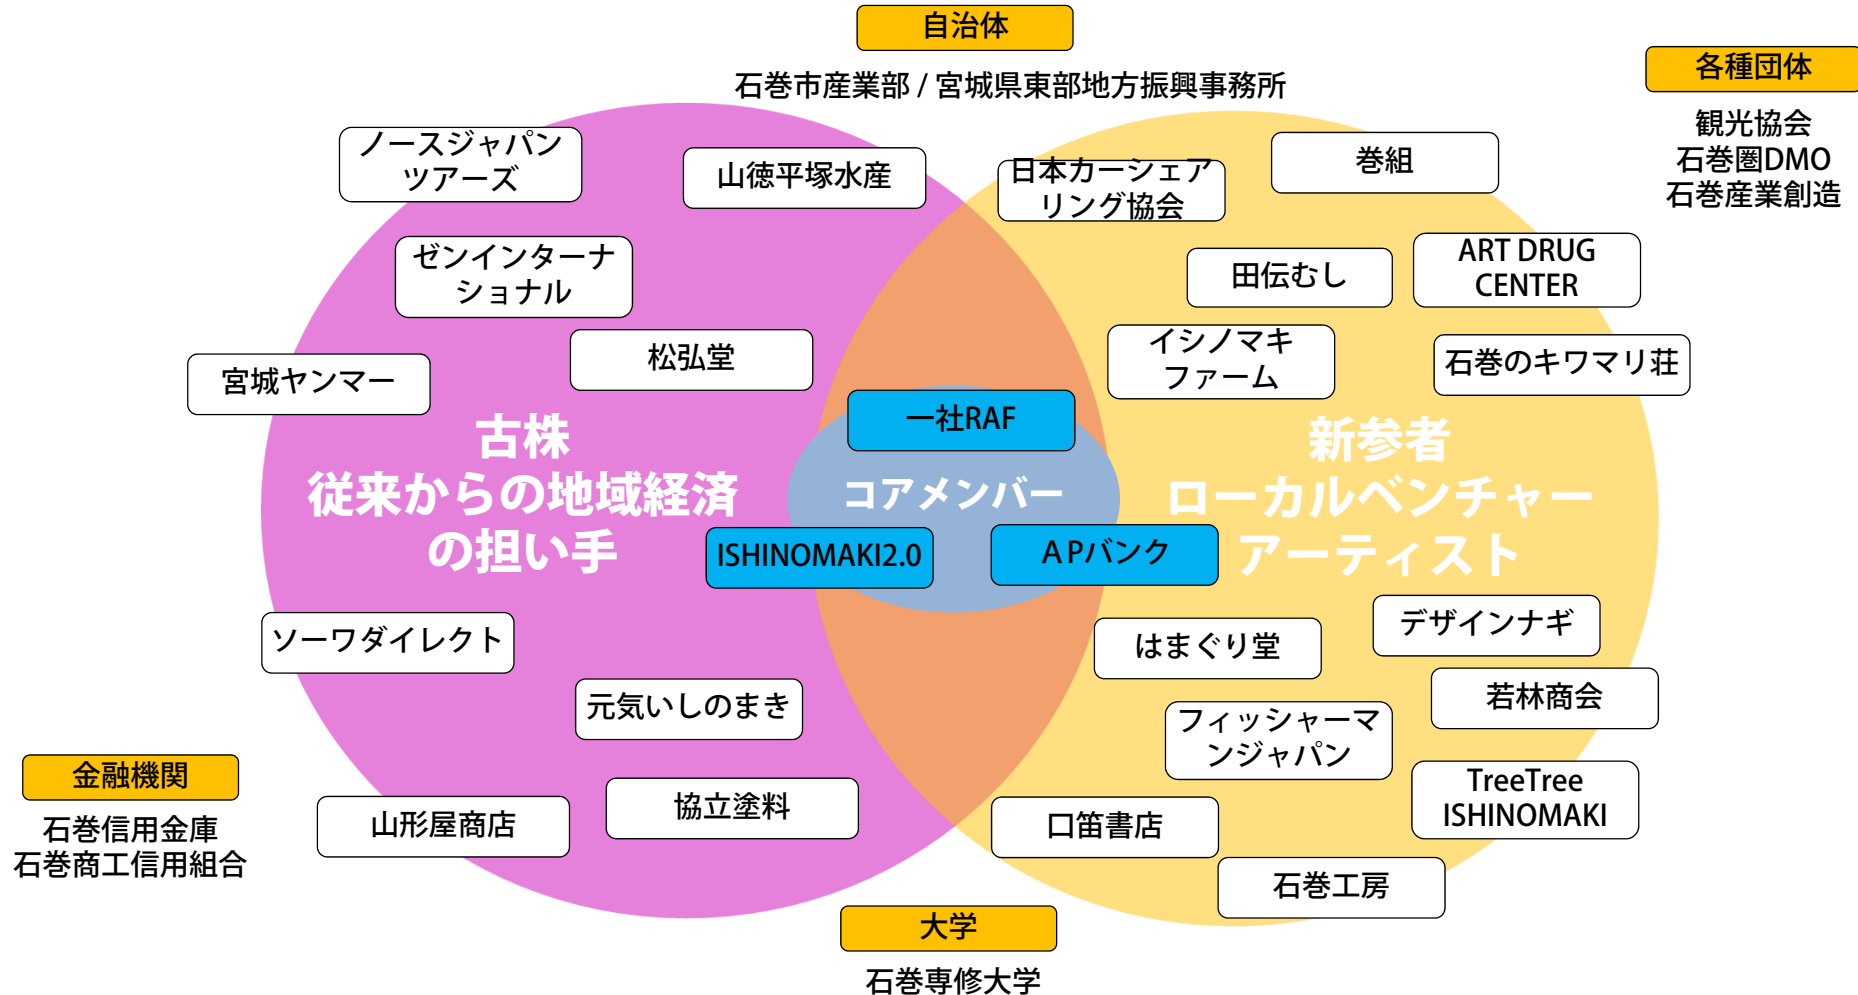 自治体
石巻市産業部 / 宮城県東部地方振興事務所
各種団体
観光協会
石巻圏DMO
石巻産業創造
ノースジャパン
ツアーズ
山徳平塚水産
日本カーシェア
リング協会
巻組
ゼンインターナ
ショナル
田伝むし
ART DRUG
CENTER
松弘堂
イシノマキ
ファーム
石巻のキワマリ荘
宮城ヤンマー
一社RAF
古株
従来からの地域経済
の担い手
コアメンバー
新参者
ローカルベンチャー
アーティスト
ISHINOMAKI2.0
APバンク
ソーワダイレクト
はまぐり堂
デザインナギ
元気いしのまき
若林商会
フィッシャーマ
ンジャパン
金融機関
石巻信用金庫
石巻商工信用組合
山形屋商店
協立塗料
口笛書店
TreeTree
ISHINOMAKI
石巻工房
大学
石巻専修大学